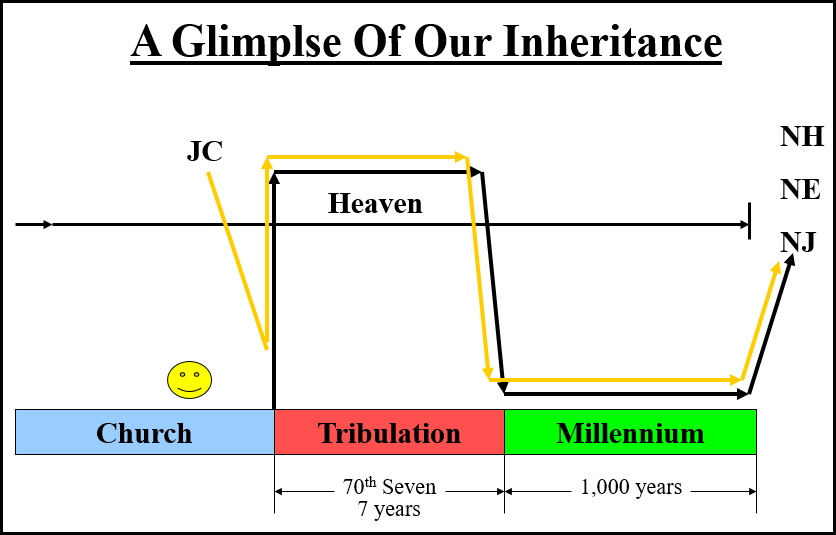 A Glimplse Of Our Inheritance
JC
NH
NE
NJ
Heaven
Church
Tribulation
Millennium
70th Seven
7 years
1,000 years